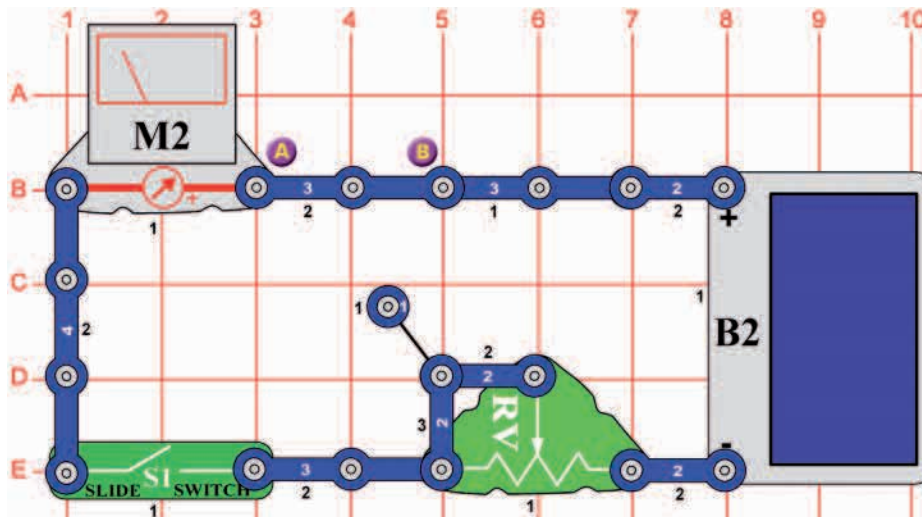 1 2 3 4 5 6 7 8 9 10
A
M2
A B
B + 3 3 2
2 1 2
1 +
C
1 1 1
4 2 B2
2
D 2
RV
3 2
-
E S1 3 2
SLIDE SWITCH 2 2
1 1